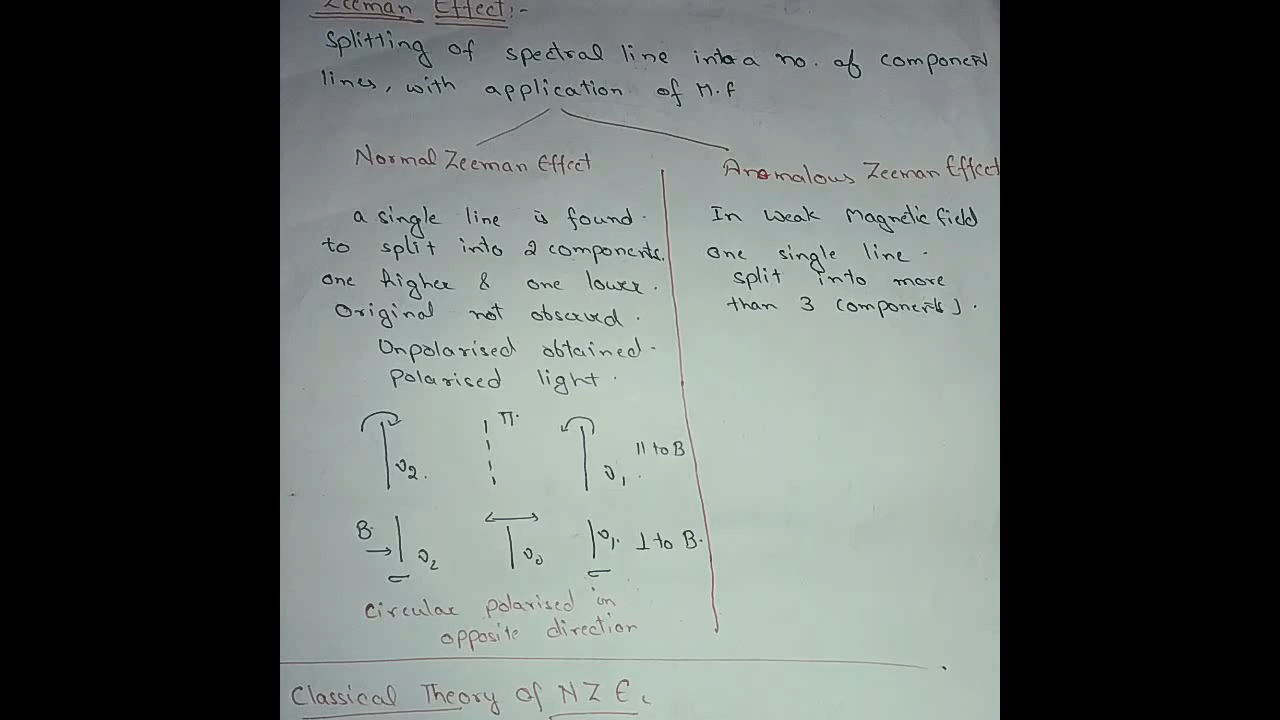 Zeeman Effect:-
Splitting of spectral line into a no. of component
lines, with application of M.F
Normal Zeeman Effect
a single line is found.
to split into 2 components.
one higher & one lower.
Original not observed.
Unpolarised obtained.
polarised light.
π.
ν2.
ν1.
11 to B
B.
ν2
ν0
ν1.
⊥ to B.
circular polarised in
opposite direction
Anomalous Zeeman Effect
In weak Magnetic field
one single line.
split into more
than 3 components).
Classical Theory of NZE.